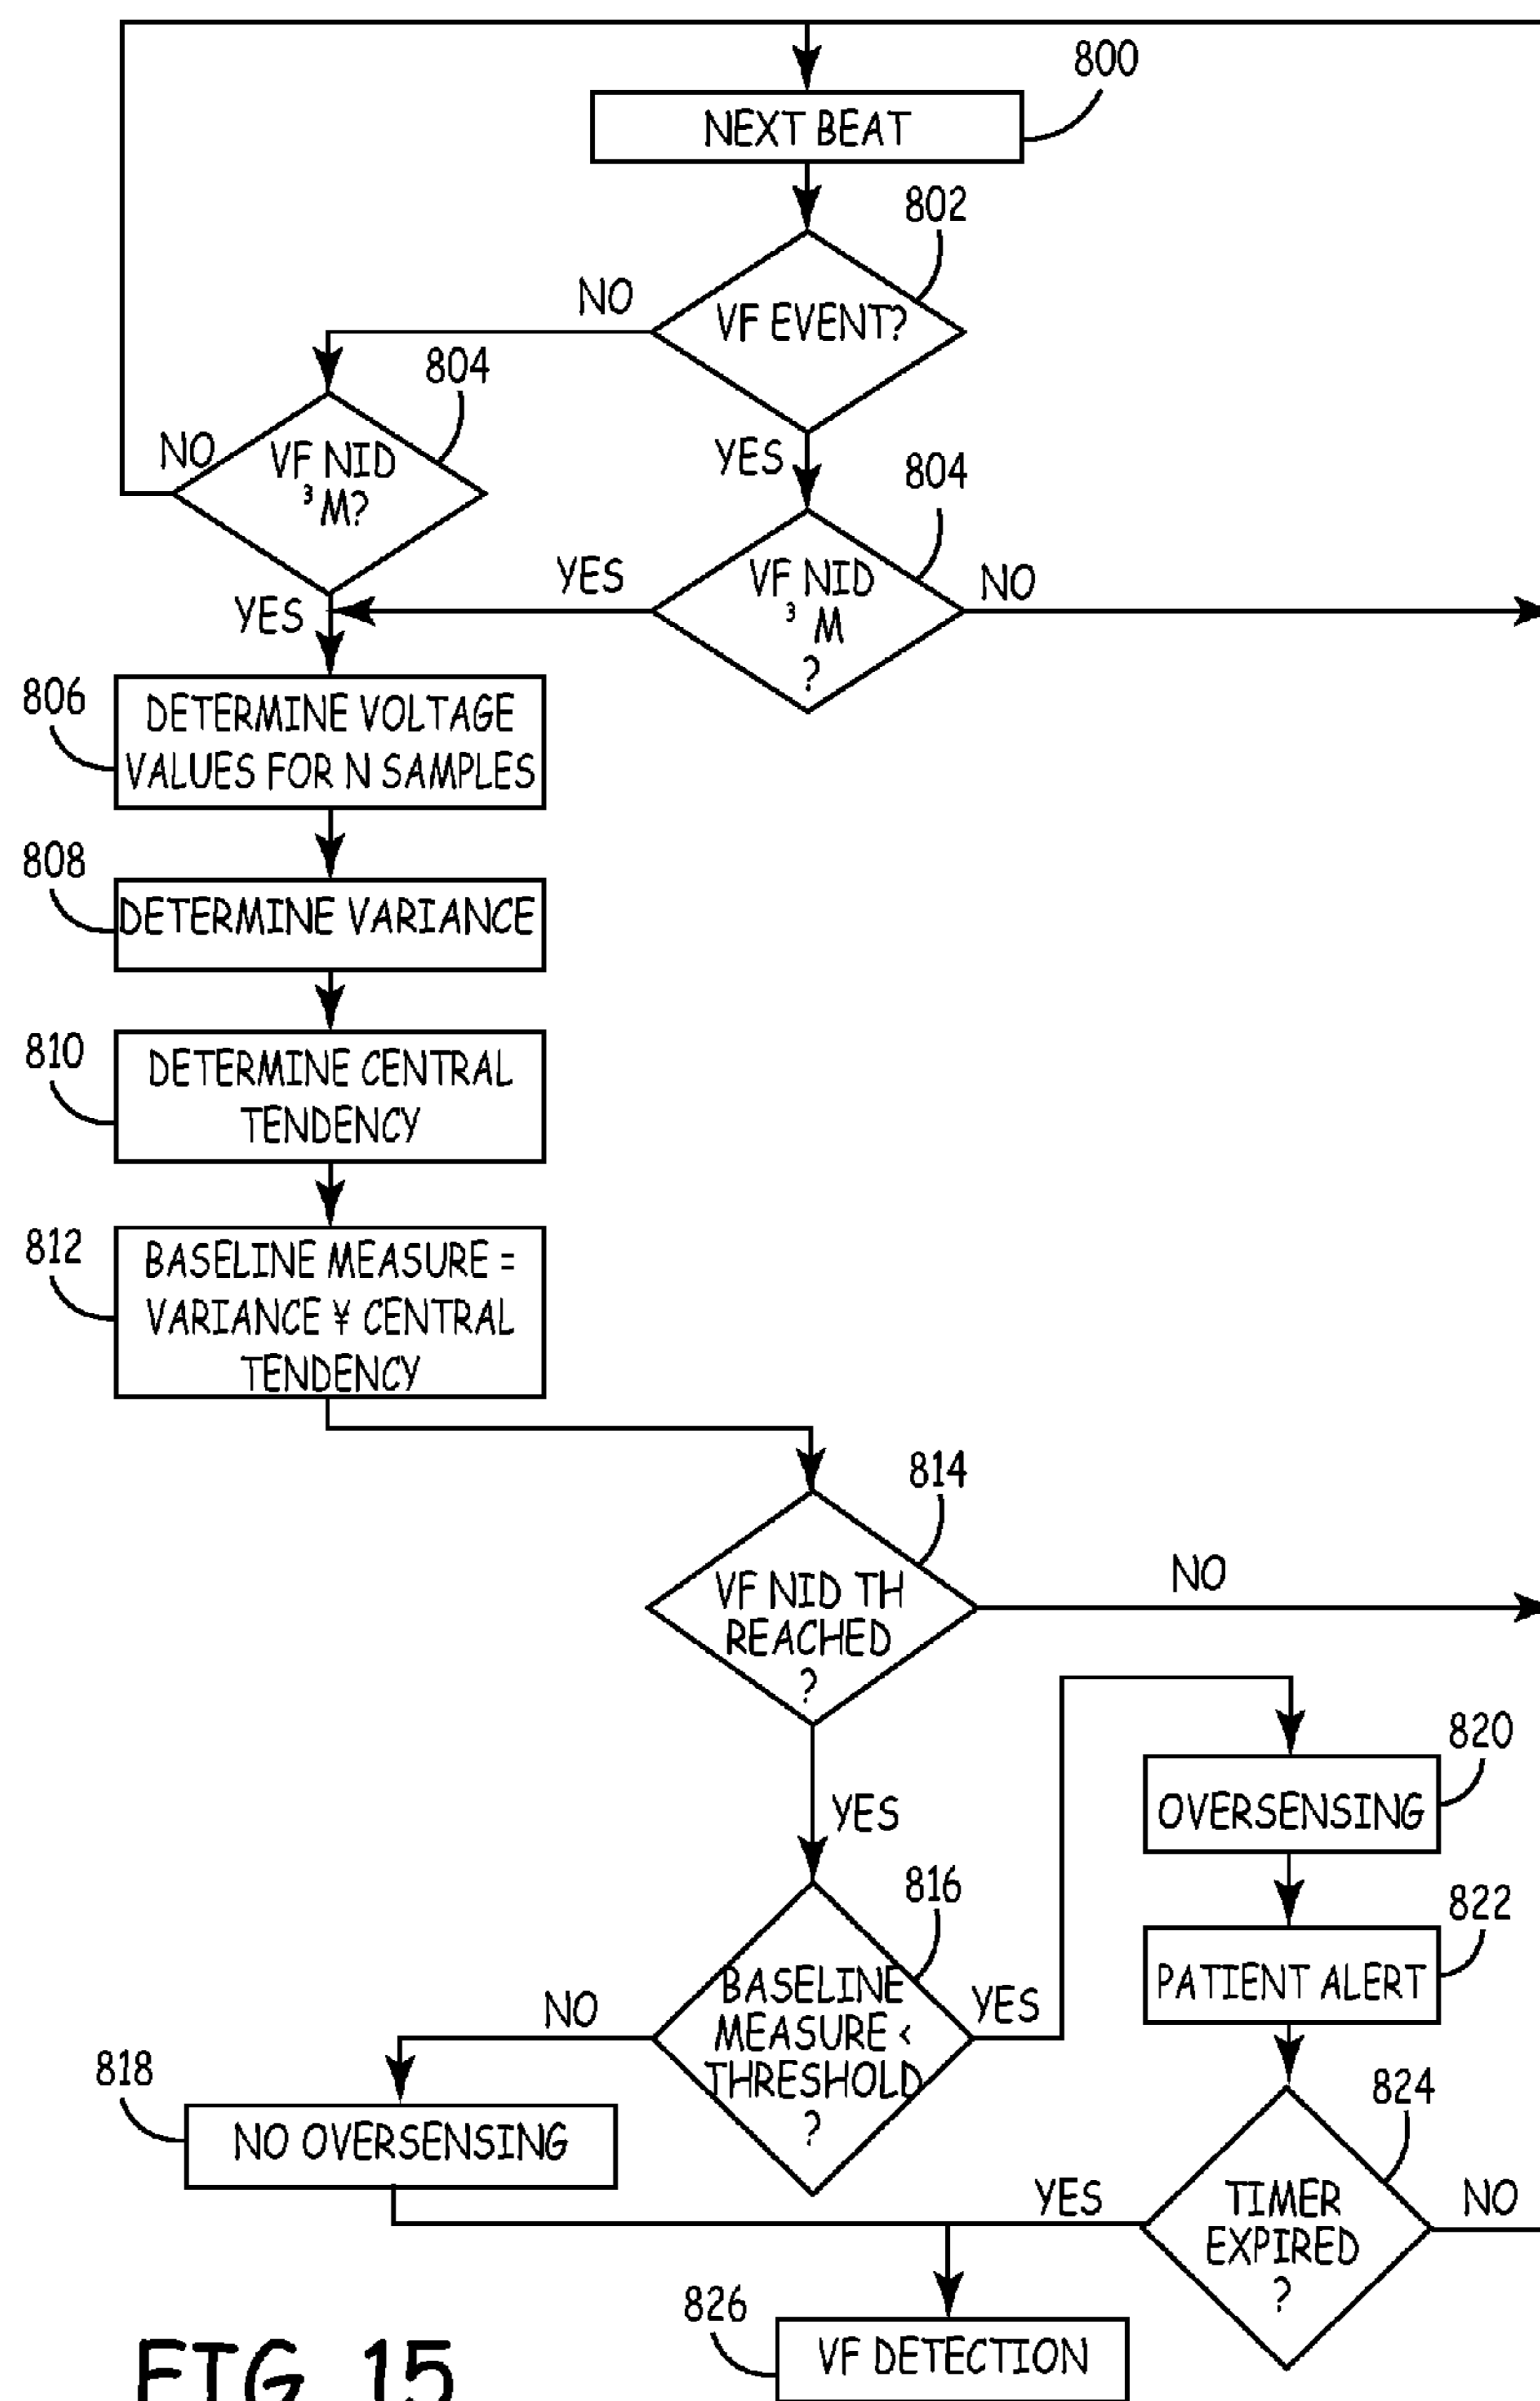 800
NEXT BEAT
802
NO
VF EVENT?
804
NO
VF NID
³ M?
YES
804
YES
VF NID
³ M
?
NO
YES
806
DETERMINE VOLTAGE
VALUES FOR N SAMPLES
808
DETERMINE VARIANCE
810
DETERMINE CENTRAL
TENDENCY
812
BASELINE MEASURE =
VARIANCE ¥ CENTRAL
TENDENCY
814
VF NID TH
REACHED
?
NO
YES
820
OVERSENSING
816
BASELINE
MEASURE <
THRESHOLD
?
NO
YES
822
PATIENT ALERT
818
NO OVERSENSING
824
TIMER
EXPIRED
?
YES
NO
826
VF DETECTION
FIG. 15